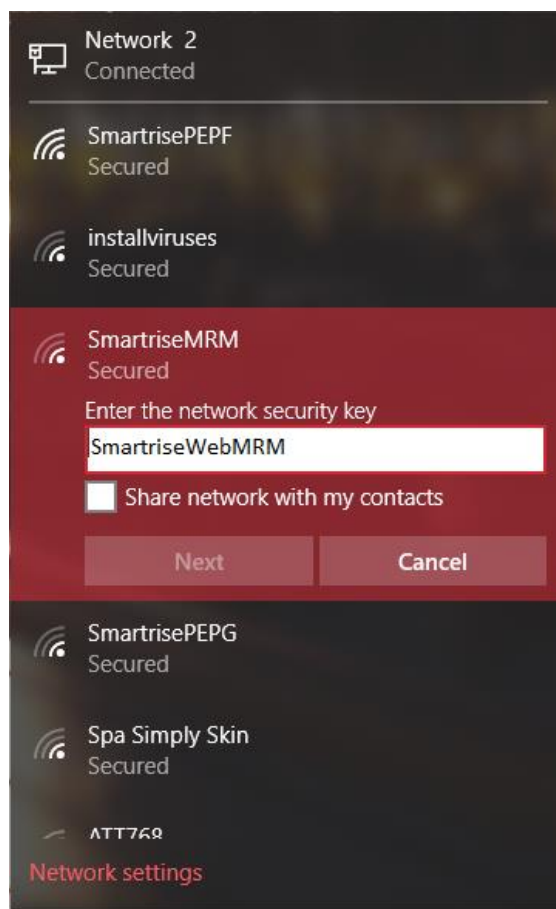 Network 2
Connected
SmartrisePEPF
Secured
installviruses
Secured
SmartriseMRM
Secured
Enter the network security key
SmartriseWebMRM
Share network with my contacts
Next
Cancel
SmartrisePEPG
Secured
Spa Simply Skin
Secured
ATT768
Network settings